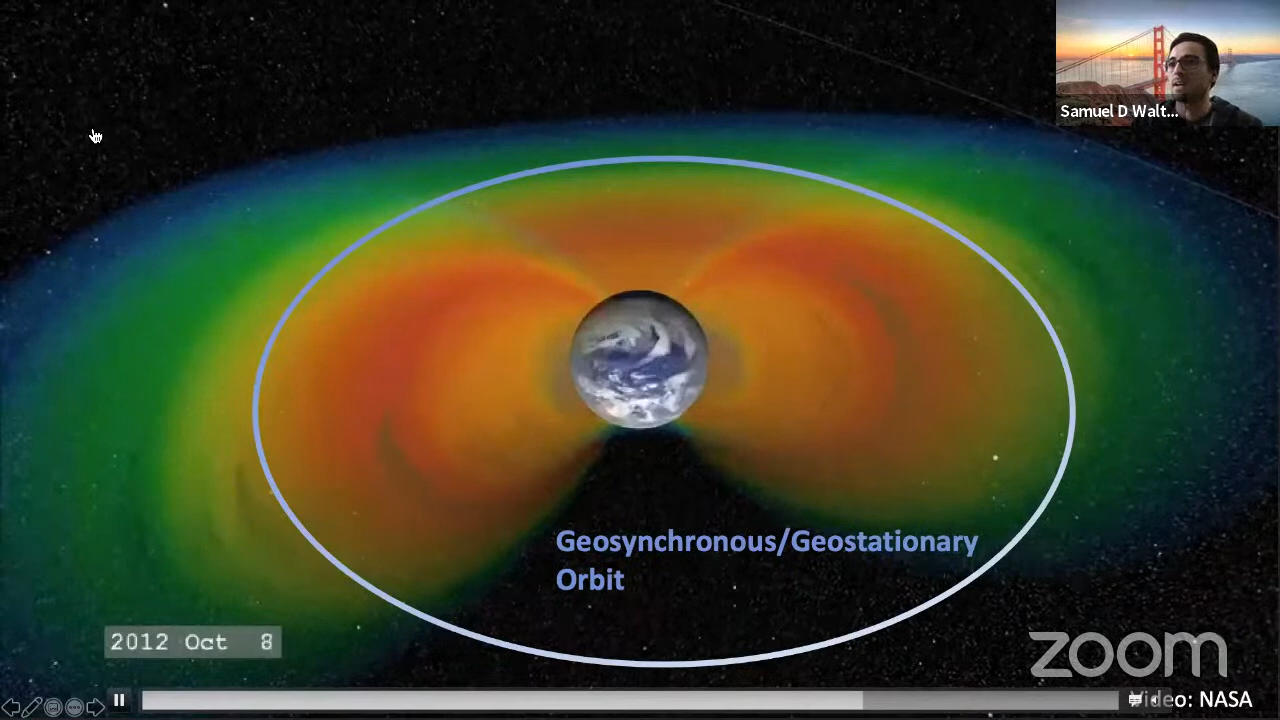 Samuel D Walt...
Geosynchronous/Geostationary
Orbit
2012 Oct 8
zoom
Video: NASA